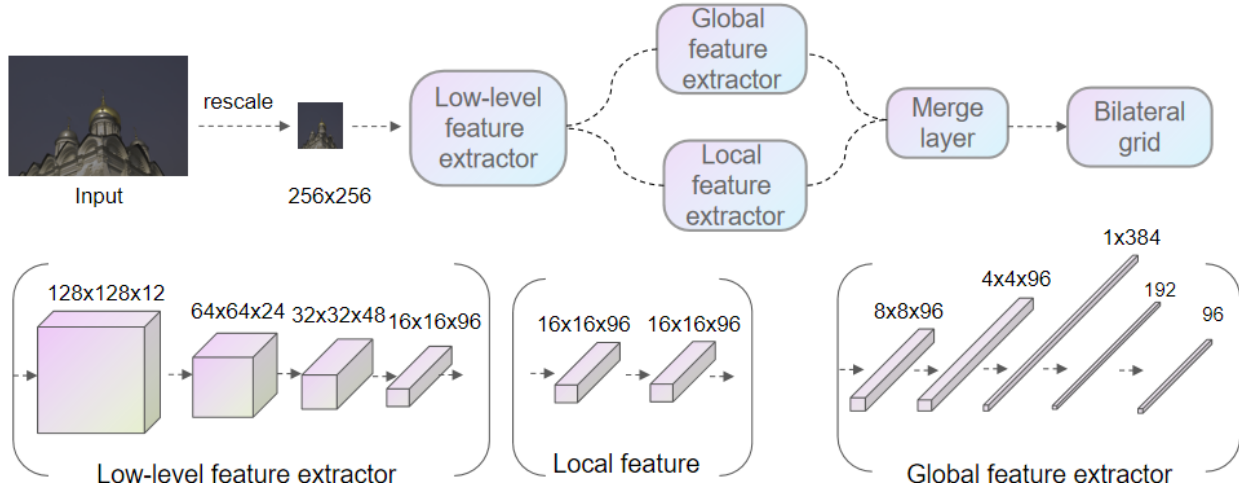 Input
rescale
256x256
Low-level
feature
extractor
Global
feature
extractor
Local
feature
extractor
Merge
layer
Bilateral
grid
128x128x12
64x64x24
32x32x48
16x16x96
Low-level feature extractor
16x16x96
16x16x96
Local feature
8x8x96
4x4x96
1x384
192
96
Global feature extractor